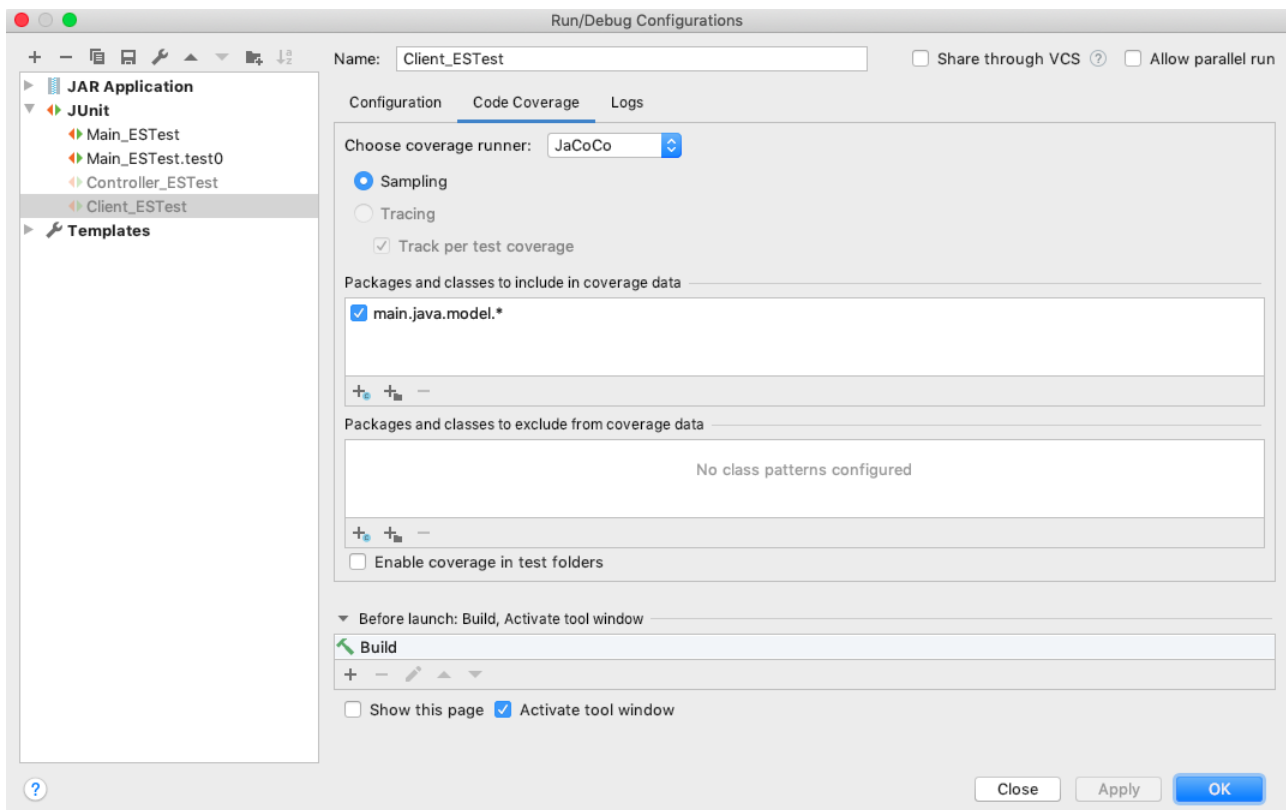 Run/Debug Configurations
Name: Client_ESTest
Share through VCS ?
Allow parallel run
JAR Application
JUnit
Main_ESTest
Main_ESTest.test0
Controller_ESTest
Client_ESTest
Templates
Configuration Code Coverage Logs
Choose coverage runner: JaCoCo
Sampling
Tracing
Track per test coverage
Packages and classes to include in coverage data
main.java.model.*
Packages and classes to exclude from coverage data
No class patterns configured
Enable coverage in test folders
Before launch: Build, Activate tool window
Build
Show this page Activate tool window
? Close Apply OK